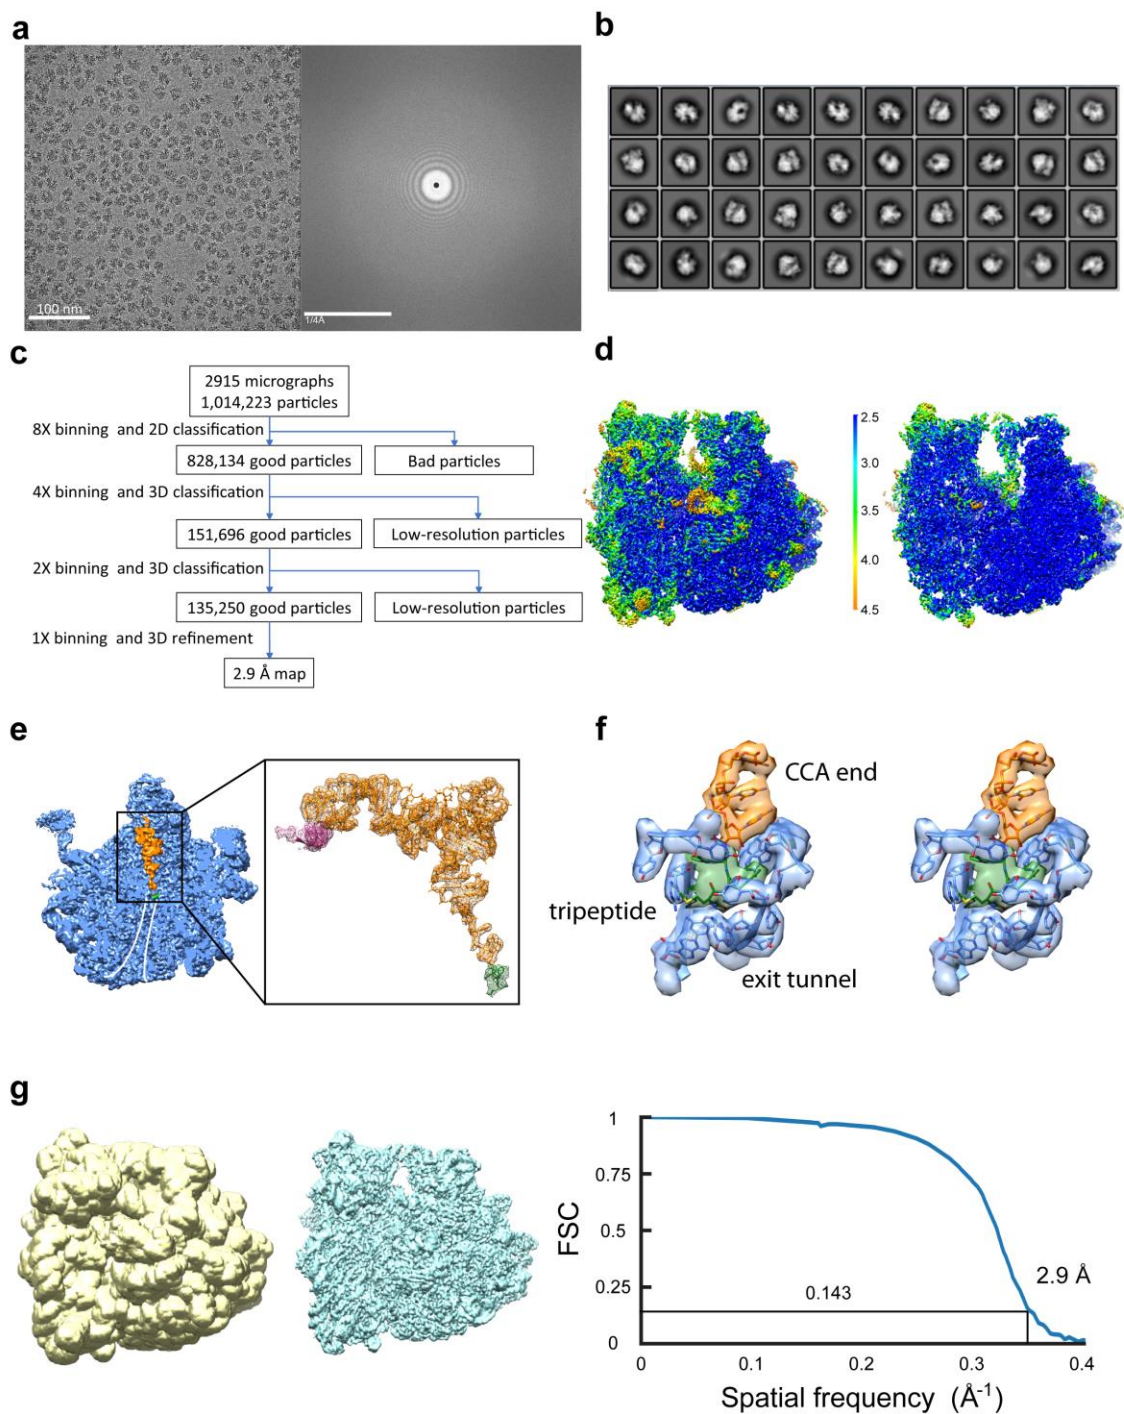 a
b
100 nm
1/4Å
c
d
2915 micrographs
1,014,223 particles
8X binning and 2D classification
828,134 good particles
Bad particles
4X binning and 3D classification
151,696 good particles
Low-resolution particles
2X binning and 3D classification
135,250 good particles
Low-resolution particles
1X binning and 3D refinement
2.9 Å map
2.5
3.0
3.5
4.0
4.5
e
f
CCA end
tripeptide
exit tunnel
g
1
0.75
0.5
0.25
0
FSC
0.143
2.9 Å
0
0.1
0.2
0.3
0.4
Spatial frequency (Å-1)